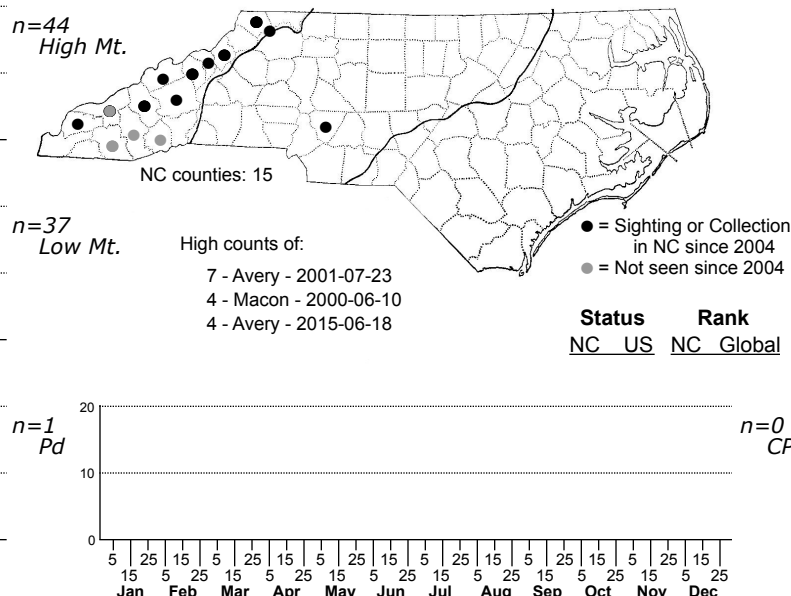 n=44
High Mt.
NC counties: 15
n=37
Low Mt.
High counts of:
7 - Avery - 2001-07-23
4 - Macon - 2000-06-10
4 - Avery - 2015-06-18
= Sighting or Collection
in NC since 2004
= Not seen since 2004
Status Rank
NC US NC Global
n=1
Pd
n=0
CP
20
10
0
5 15 25 5 15 25 5 15 25 5 15 25 5 15 25 5 15 25
15 5 25 15 5 25 15 5 25 15 5 25 15 5 25 15 5 25
Jan Feb Mar Apr May Jun Jul Aug Sep Oct Nov Dec